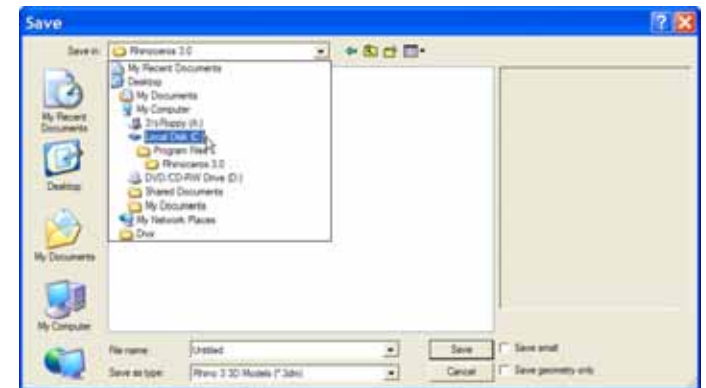 Save
Save in:
Rhinoceros 3.0
My Recent Documents
Desktop
My Documents
My Computer
3½ Floppy (A:)
Local Disk (C:)
Program Files
Rhinoceros 3.0
DVD/CD-RW Drive (D:)
Shared Documents
My Documents
My Network Places
Divx
My Recent
Documents
Desktop
My Documents
My Computer
File name:
Untitled
Save
Save small
Save as type:
Rhino 3 3D Models (*.3dm)
Cancel
Save geometry only